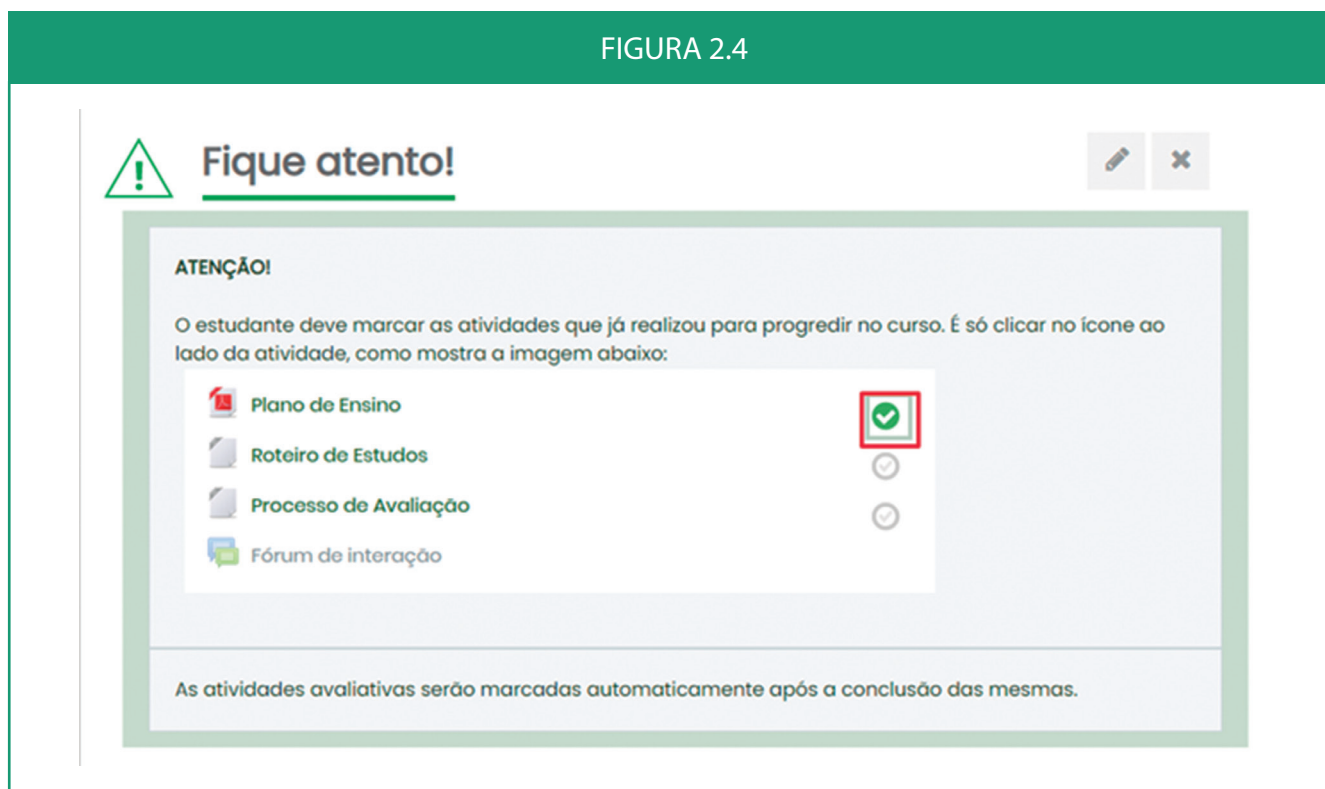 FIGURA 2.4
Fique atento!
ATENÇÃO!
O estudante deve marcar as atividades que já realizou para progredir no curso. É só clicar no ícone ao
lado da atividade, como mostra a imagem abaixo:
Plano de Ensino
Roteiro de Estudos
Processo de Avaliação
Fórum de interação
As atividades avaliativas serão marcadas automaticamente após a conclusão das mesmas.